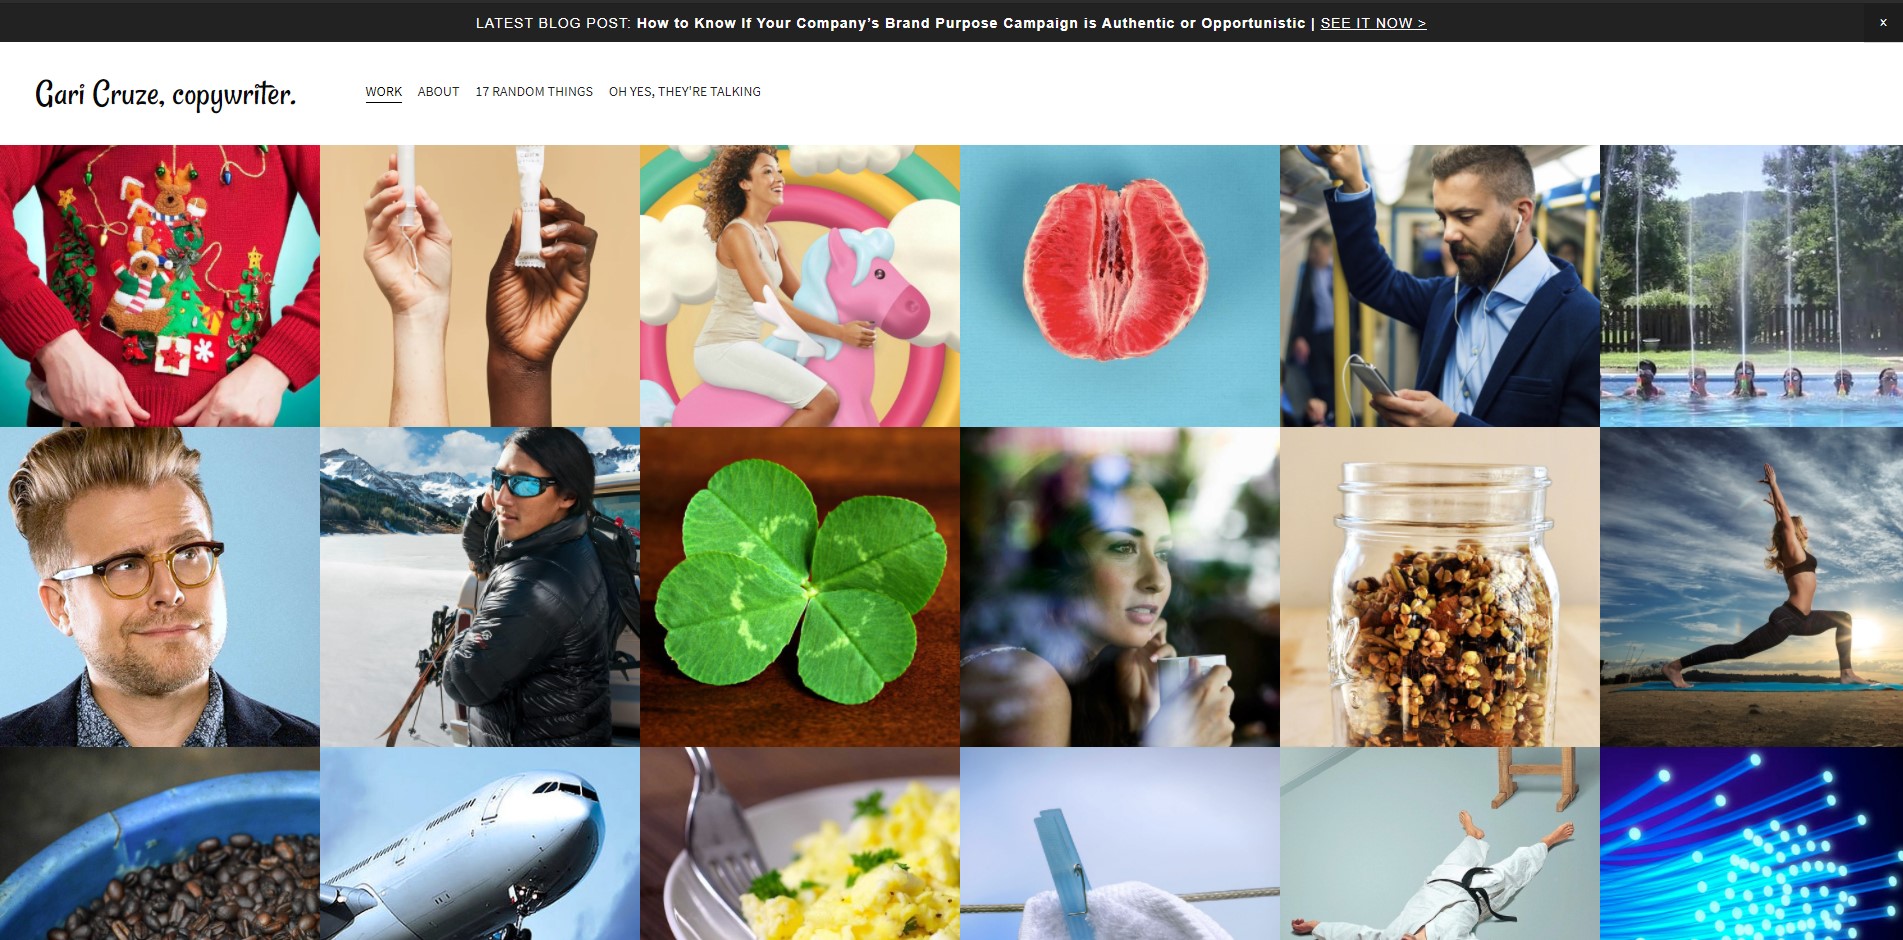 LATEST BLOG POST: How to Know If Your Company’s Brand Purpose Campaign is Authentic or Opportunistic | SEE IT NOW > x
Gari Cruze, copywriter. WORK ABOUT 17 RANDOM THINGS OH YES, THEY'RE TALKING